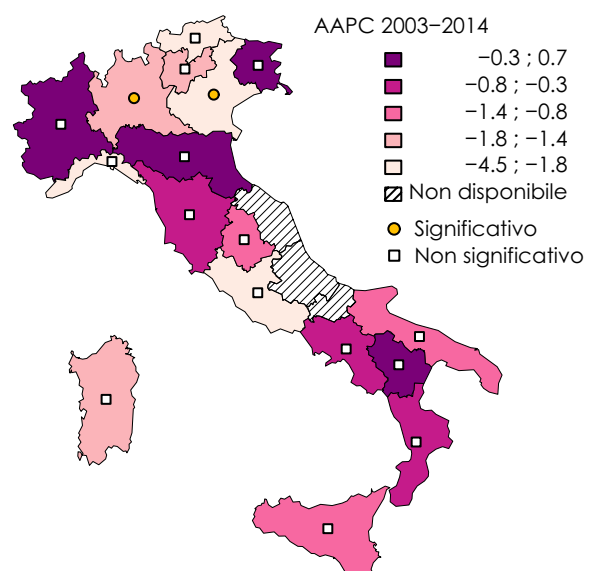 AAPC 2003−2014
−0.3 ; 0.7
−0.8 ; −0.3
−1.4 ; −0.8
−1.8 ; −1.4
−4.5 ; −1.8
Non disponibile
Significativo
Non significativo